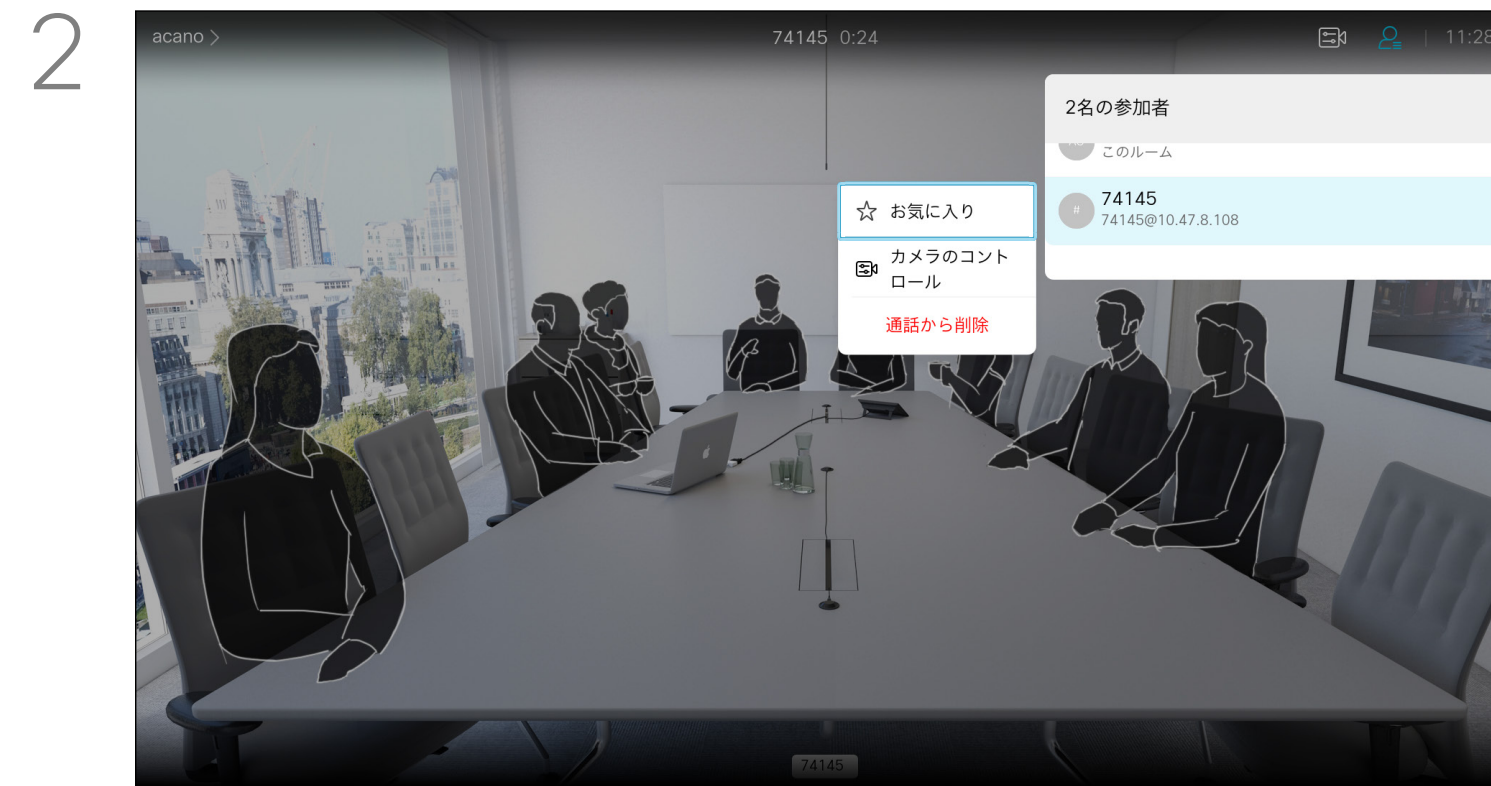 2
acano >
74145 0:24
11:28
2名の参加者
このルーム
74145
#
74145@10.47.8.108
お気に入り
カメラのコント
ロール
通話から削除
74145